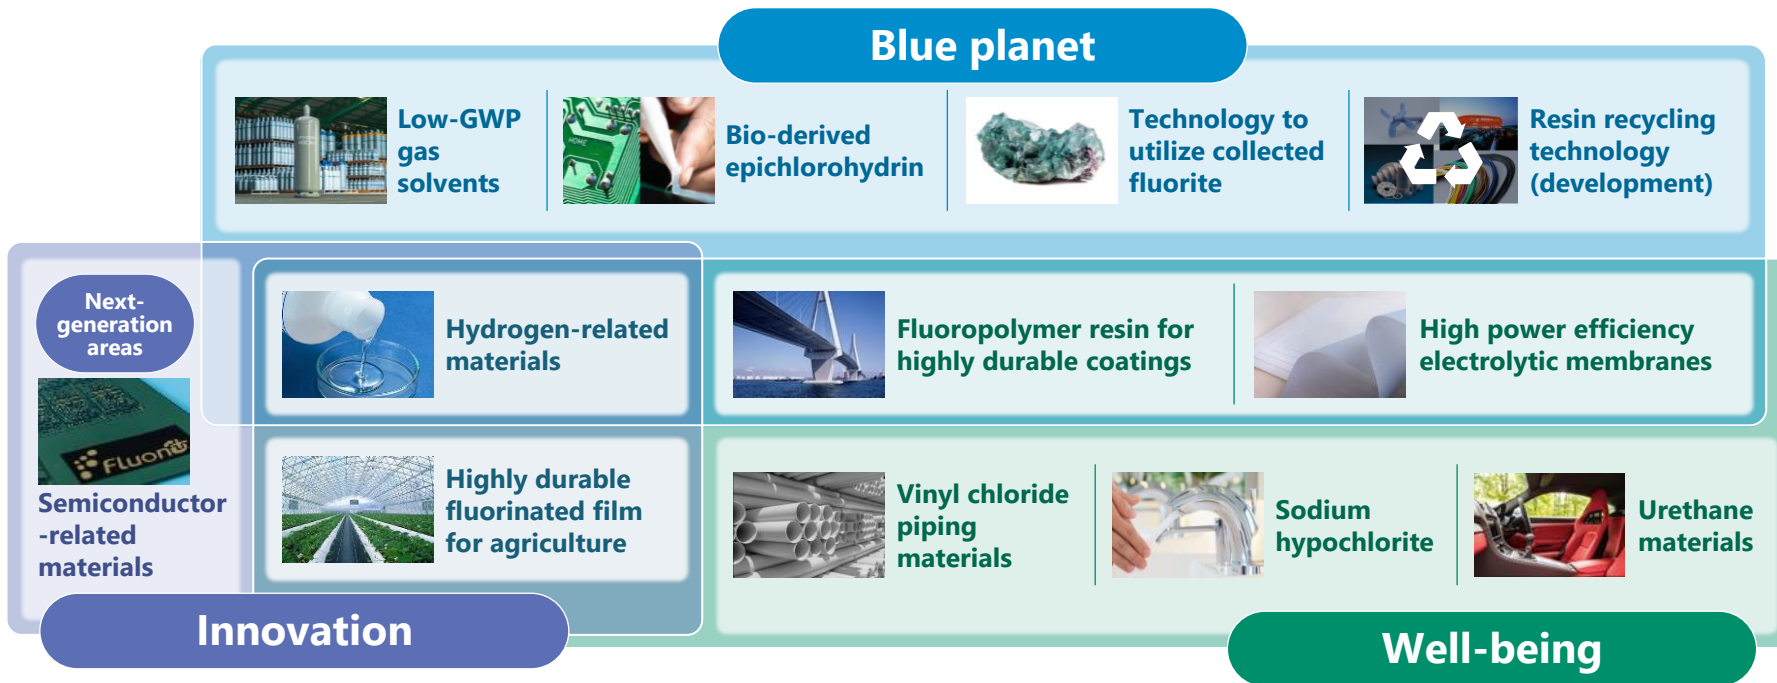 Blue planet
Low-GWP
gas
solvents
Bio-derived
epichlorohydrin
Technology to
utilize collected
fluorite
Resin recycling
technology
(development)
Next-
generation
areas
Fluon
Semiconductor
-related
materials
Hydrogen-related
materials
Fluoropolymer resin for
highly durable coatings
High power efficiency
electrolytic membranes
Highly durable
fluorinated film
for agriculture
Vinyl chloride
piping
materials
Sodium
hypochlorite
Urethane
materials
Innovation
Well-being